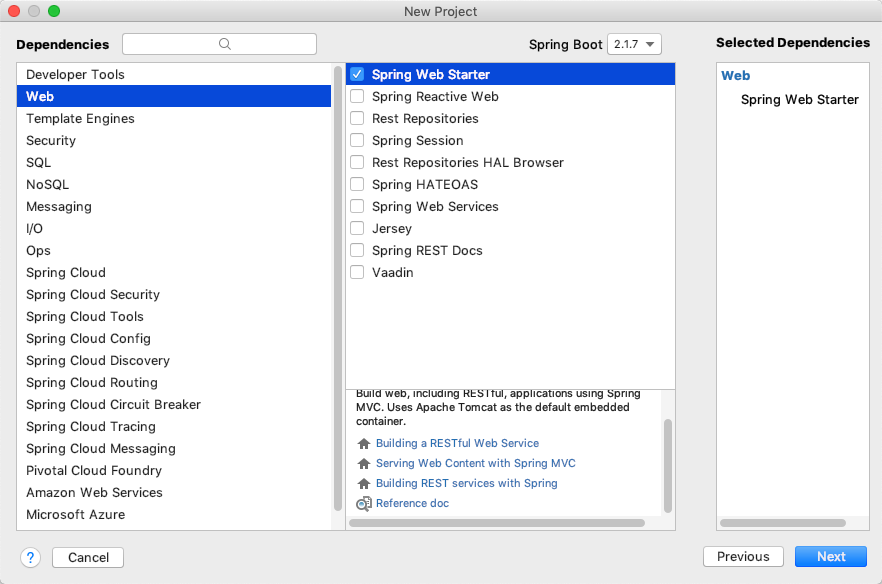 New Project
Dependencies
Spring Boot 2.1.7
Selected Dependencies
Developer Tools
Web
Template Engines
Security
SQL
NoSQL
Messaging
I/O
Ops
Spring Cloud
Spring Cloud Security
Spring Cloud Tools
Spring Cloud Config
Spring Cloud Discovery
Spring Cloud Routing
Spring Cloud Circuit Breaker
Spring Cloud Tracing
Spring Cloud Messaging
Pivotal Cloud Foundry
Amazon Web Services
Microsoft Azure
Spring Web Starter
Spring Reactive Web
Rest Repositories
Spring Session
Rest Repositories HAL Browser
Spring HATEOAS
Spring Web Services
Jersey
Spring REST Docs
Vaadin
Build web, including RESTful, applications using Spring
MVC. Uses Apache Tomcat as the default embedded
container.
Building a RESTful Web Service
Serving Web Content with Spring MVC
Building REST services with Spring
Reference doc
Web
Spring Web Starter
?
Cancel
Previous
Next